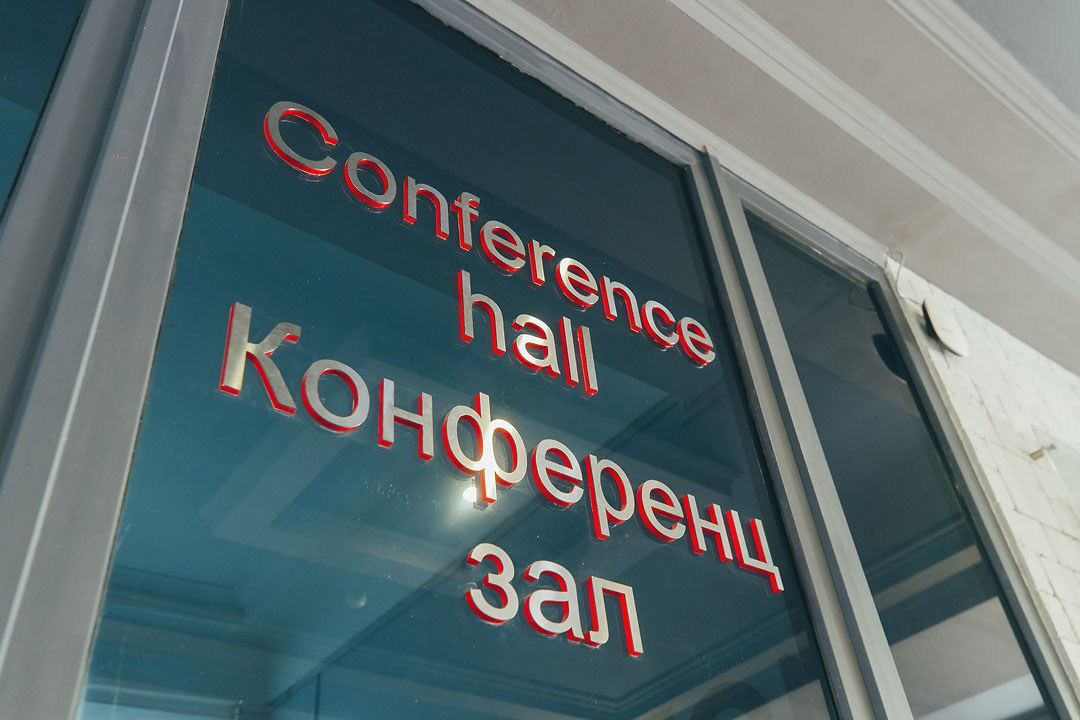 Conference
hall
Конференц
зал